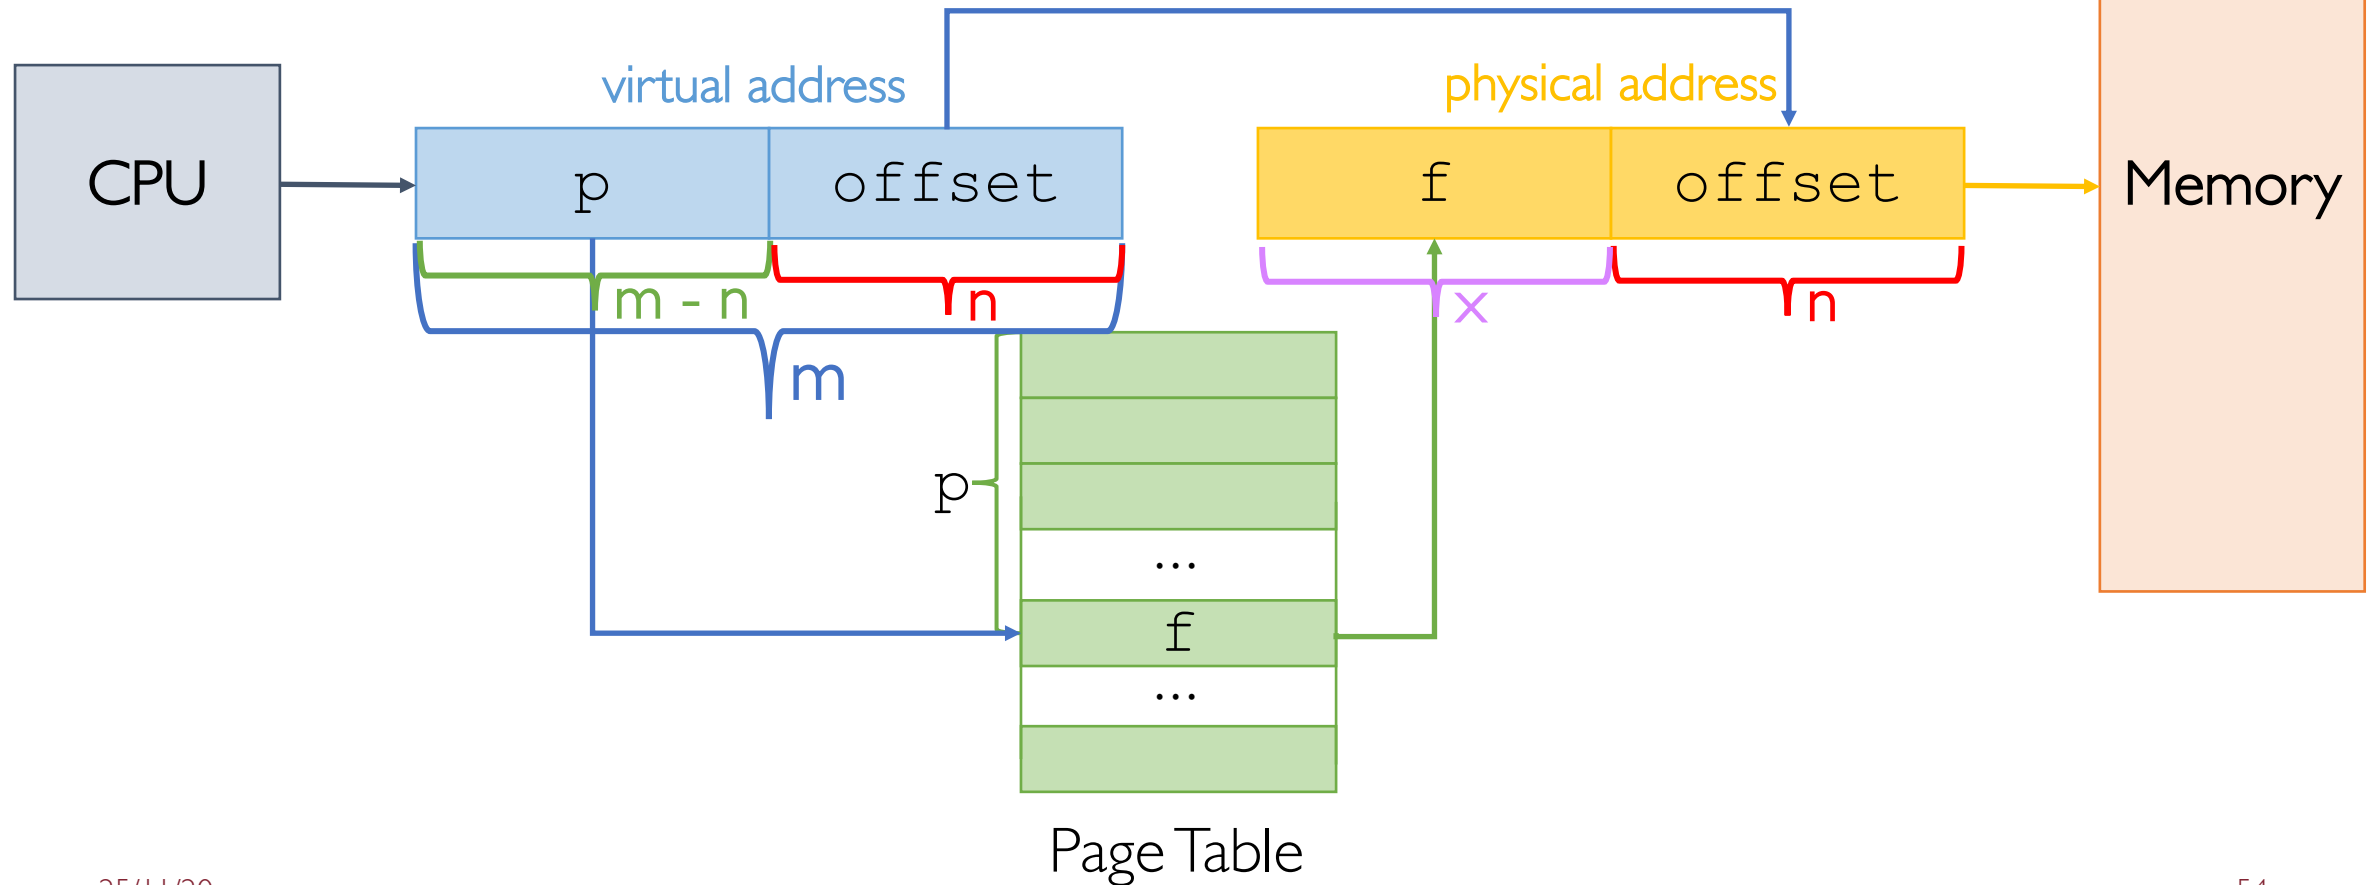 virtual address
physical address
CPU
p
offset
f
offset
Memory
m - n
n
x
n
m
p
...
f
...
Page Table